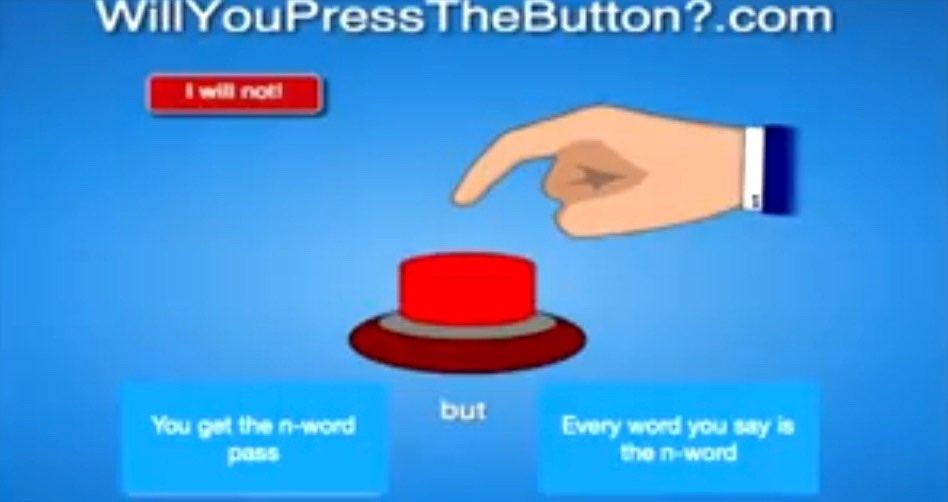 WillYouPressTheButton?.com
I will not!
You get the n-word
pass
but
Every word you say is
the n-word